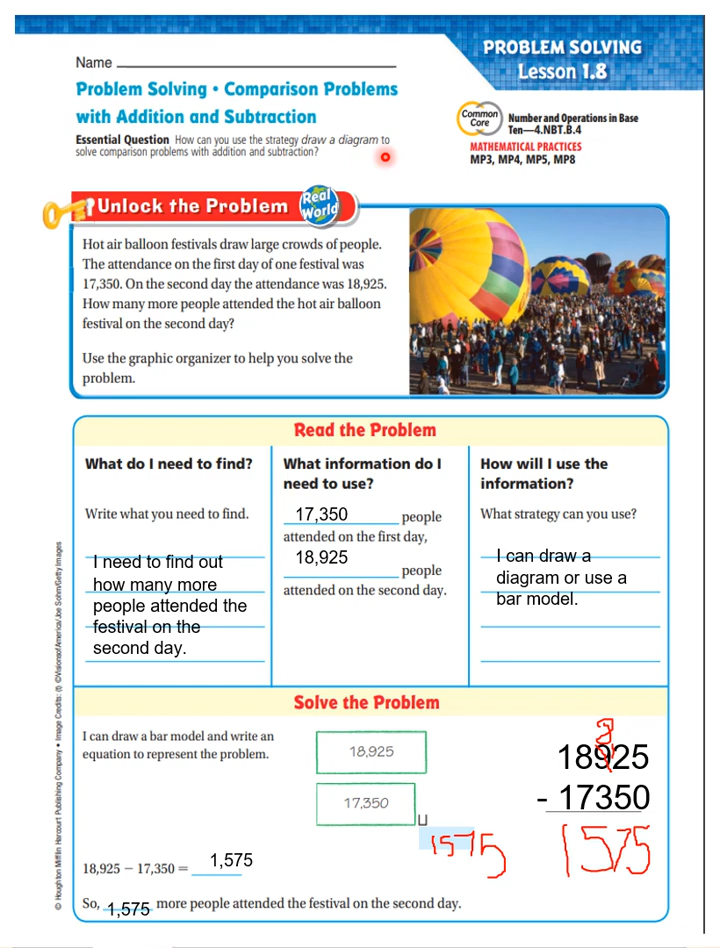 PROBLEM SOLVING
Lesson 1.8
Name
Problem Solving • Comparison Problems
with Addition and Subtraction
Essential Question How can you use the strategy draw a diagram to
solve comparison problems with addition and subtraction?
Common
Core
Number and Operations in Base
Ten—4.NBT.B.4
MATHEMATICAL PRACTICES
MP3, MP4, MP5, MP8
Unlock the Problem
Real
World
Hot air balloon festivals draw large crowds of people.
The attendance on the first day of one festival was
17,350. On the second day the attendance was 18,925.
How many more people attended the hot air balloon
festival on the second day?
Use the graphic organizer to help you solve the
problem.
Read the Problem
What do I need to find?
Write what you need to find.
I need to find out
how many more
people attended the
festival on the
second day.
What information do I
need to use?
17,350 people
attended on the first day,
18,925
people
attended on the second day.
How will I use the
information?
What strategy can you use?
I can draw a
diagram or use a
bar model.
Solve the Problem
I can draw a bar model and write an
equation to represent the problem.
18,925
17,350
1575
8
18925
- 17350
1575
18,925 − 17,350 = 1,575
So, 1,575 more people attended the festival on the second day.
© Houghton Mifflin Harcourt Publishing Company • Image Credits: (t) ©VisionsofAmerica/Joe Sohm/Getty Images